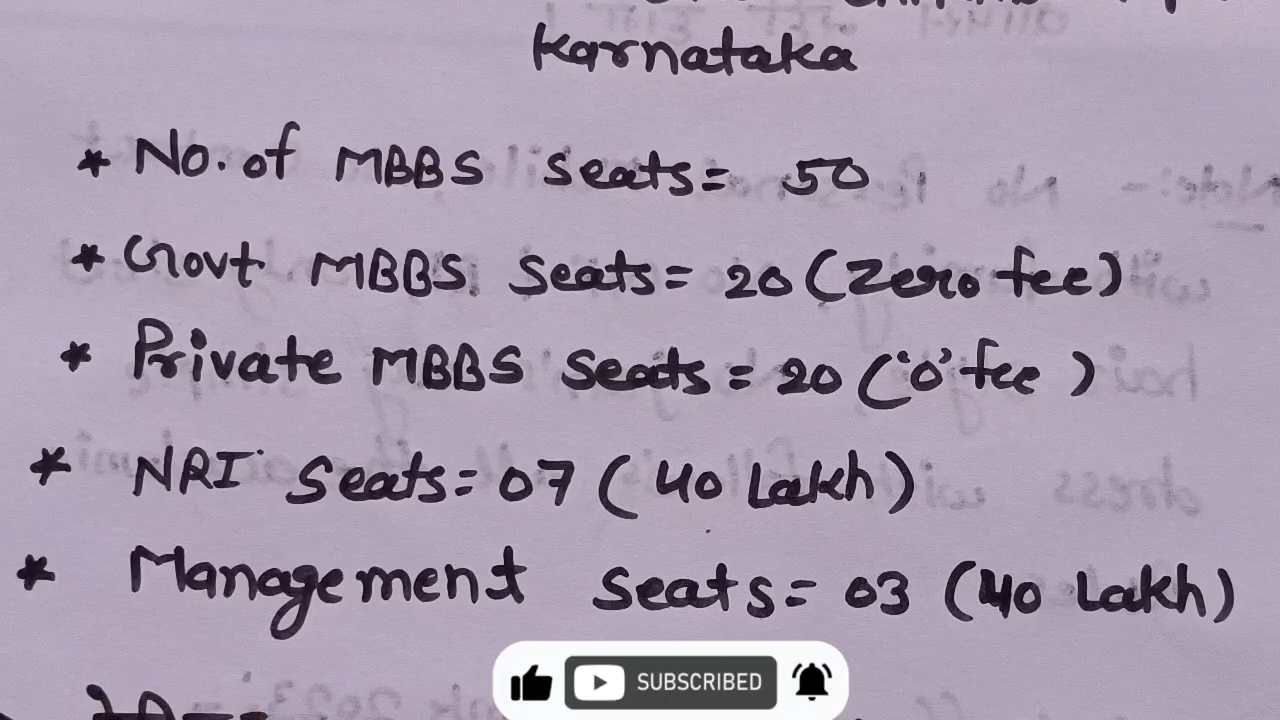 Karnataka
* No. of MBBS Seats= 50
* Govt. MBBS Seats= 20 (Zero fee)
* Private MBBS Seats = 20 ('0' fee )
* NRI Seats= 07 ( 40 Lakh)
* Management Seats= 03 (40 Lakh)
SUBSCRIBED